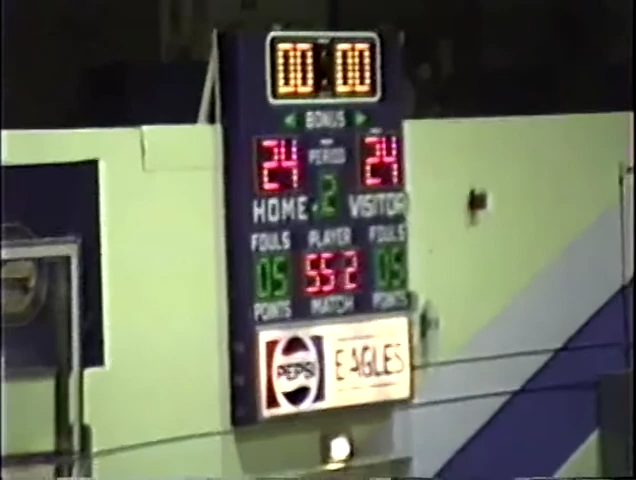 00:00
BONUS
24 PERIOD 24
HOME 2 VISITOR
FOULS PLAYER FOULS
05 55 2 05
POINTS MATCH POINTS
PEPSI EAGLES